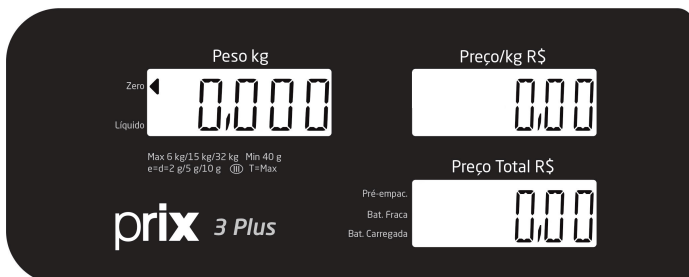 Peso kg
Zero
0,000
Líquido
Max 6 kg/15 kg/32 kg Min 40 g
e=d=2 g/5 g/10 g III T=Max
prix 3 Plus
Preço/kg R$
0,00
Preço Total R$
Pré-empac.
Bat. Fraca
Bat. Carregada
0,00